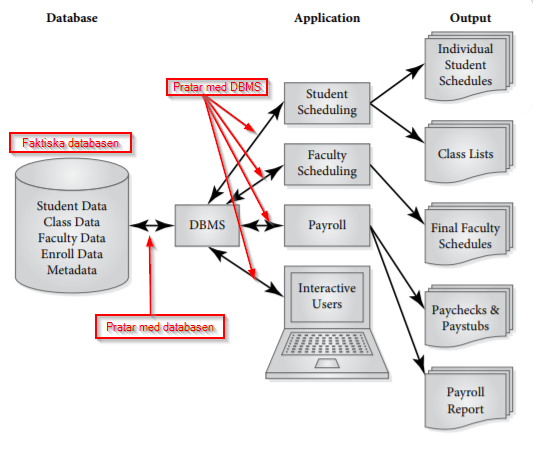 Database
Application
Output
Pratar med DBMS
Faktiska databasen
Student Data
Class Data
Faculty Data
Enroll Data
Metadata
Pratar med databasen
DBMS
Student
Scheduling
Faculty
Scheduling
Payroll
Interactive
Users
Individual
Student
Schedules
Class Lists
Final Faculty
Schedules
Paychecks &
Paystubs
Payroll
Report